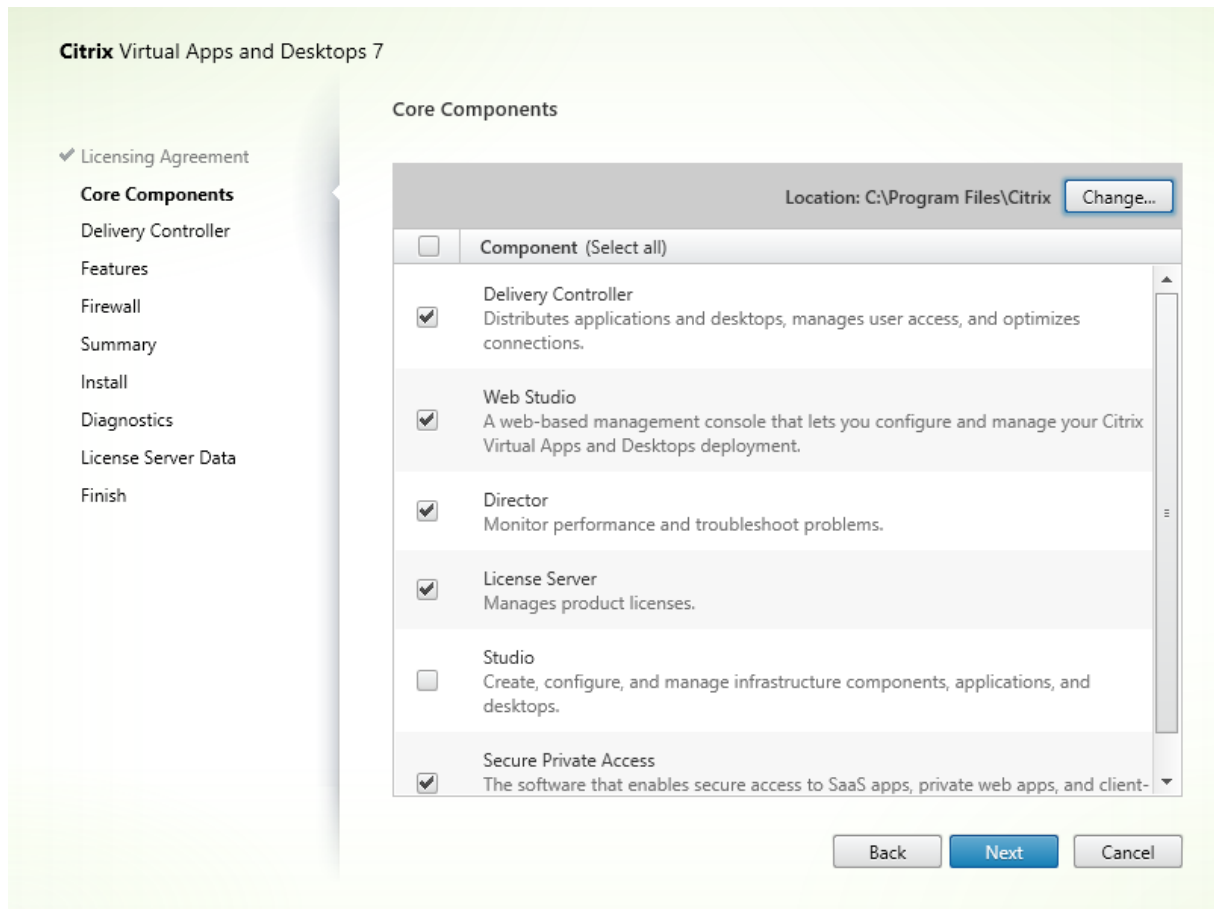 Citrix Virtual Apps and Desktops 7
Licensing Agreement
Core Components
Delivery Controller
Features
Firewall
Summary
Install
Diagnostics
License Server Data
Finish
Core Components
Location: C:\Program Files\Citrix
Change...
Component (Select all)
Delivery Controller
Distributes applications and desktops, manages user access, and optimizes
connections.
Web Studio
A web-based management console that lets you configure and manage your Citrix
Virtual Apps and Desktops deployment.
Director
Monitor performance and troubleshoot problems.
License Server
Manages product licenses.
Studio
Create, configure, and manage infrastructure components, applications, and
desktops.
Secure Private Access
The software that enables secure access to SaaS apps, private web apps, and client-
Back
Next
Cancel